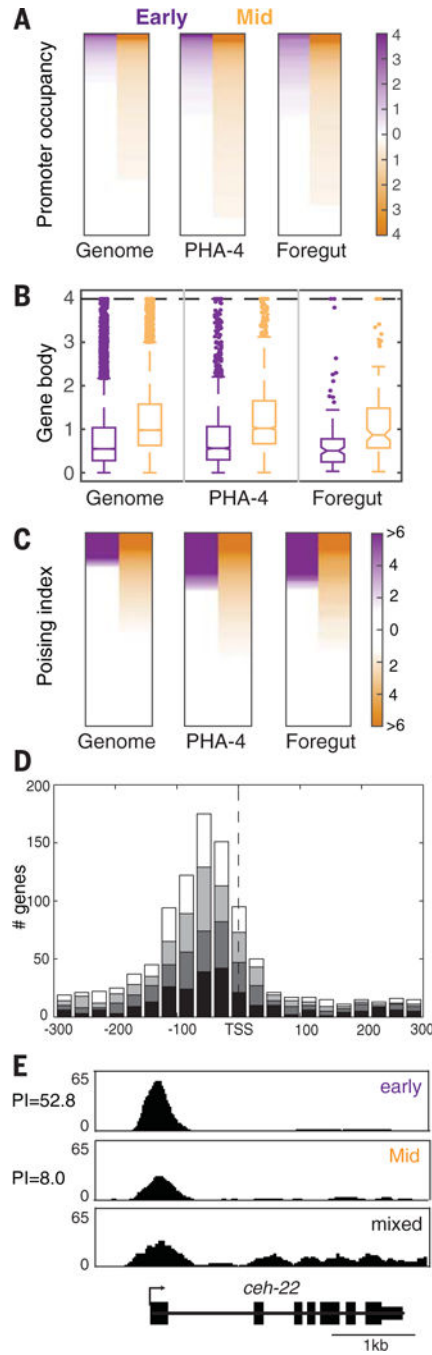 A
Early Mid
Promoter occupancy
4
3
2
1
0
1
2
3
4
Genome PHA-4 Foregut
B
Gene body
4
3
2
1
0
Genome PHA-4 Foregut
C
Poising index
>6
4
2
0
2
4
>6
Genome PHA-4 Foregut
D
# genes
200
150
100
50
0
-300 -200 -100 TSS 100 200 300
E
65
PI=52.8
0
early
65
PI=8.0
0
Mid
65
0
mixed
ceh-22
1kb